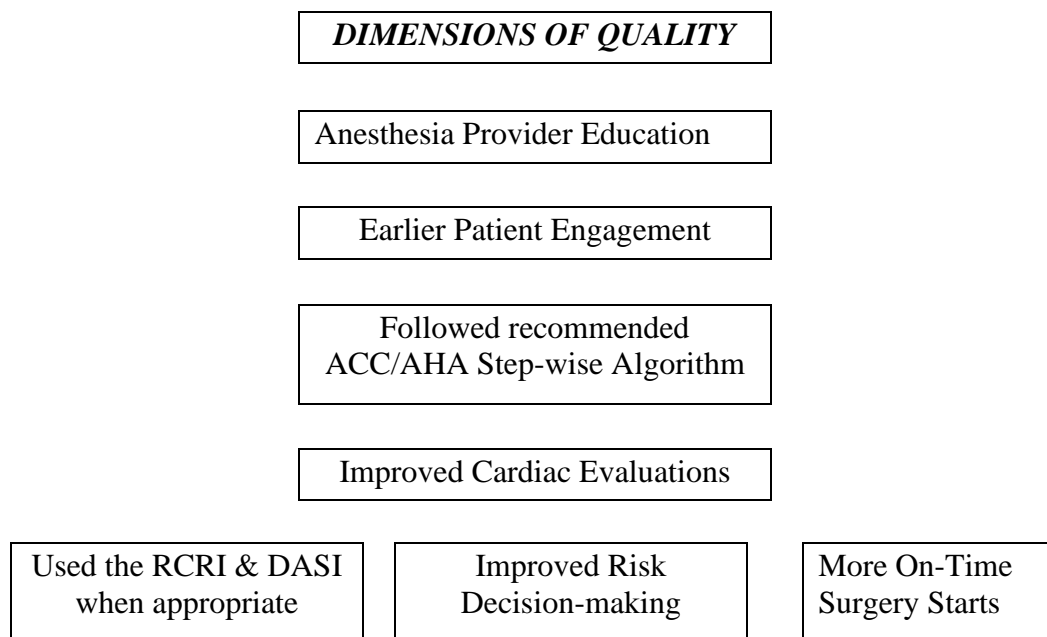 DIMENSIONS OF QUALITY
Anesthesia Provider Education
Earlier Patient Engagement
Followed recommended
ACC/AHA Step-wise Algorithm
Improved Cardiac Evaluations
Used the RCRI & DASI
when appropriate
Improved Risk
Decision-making
More On-Time
Surgery Starts